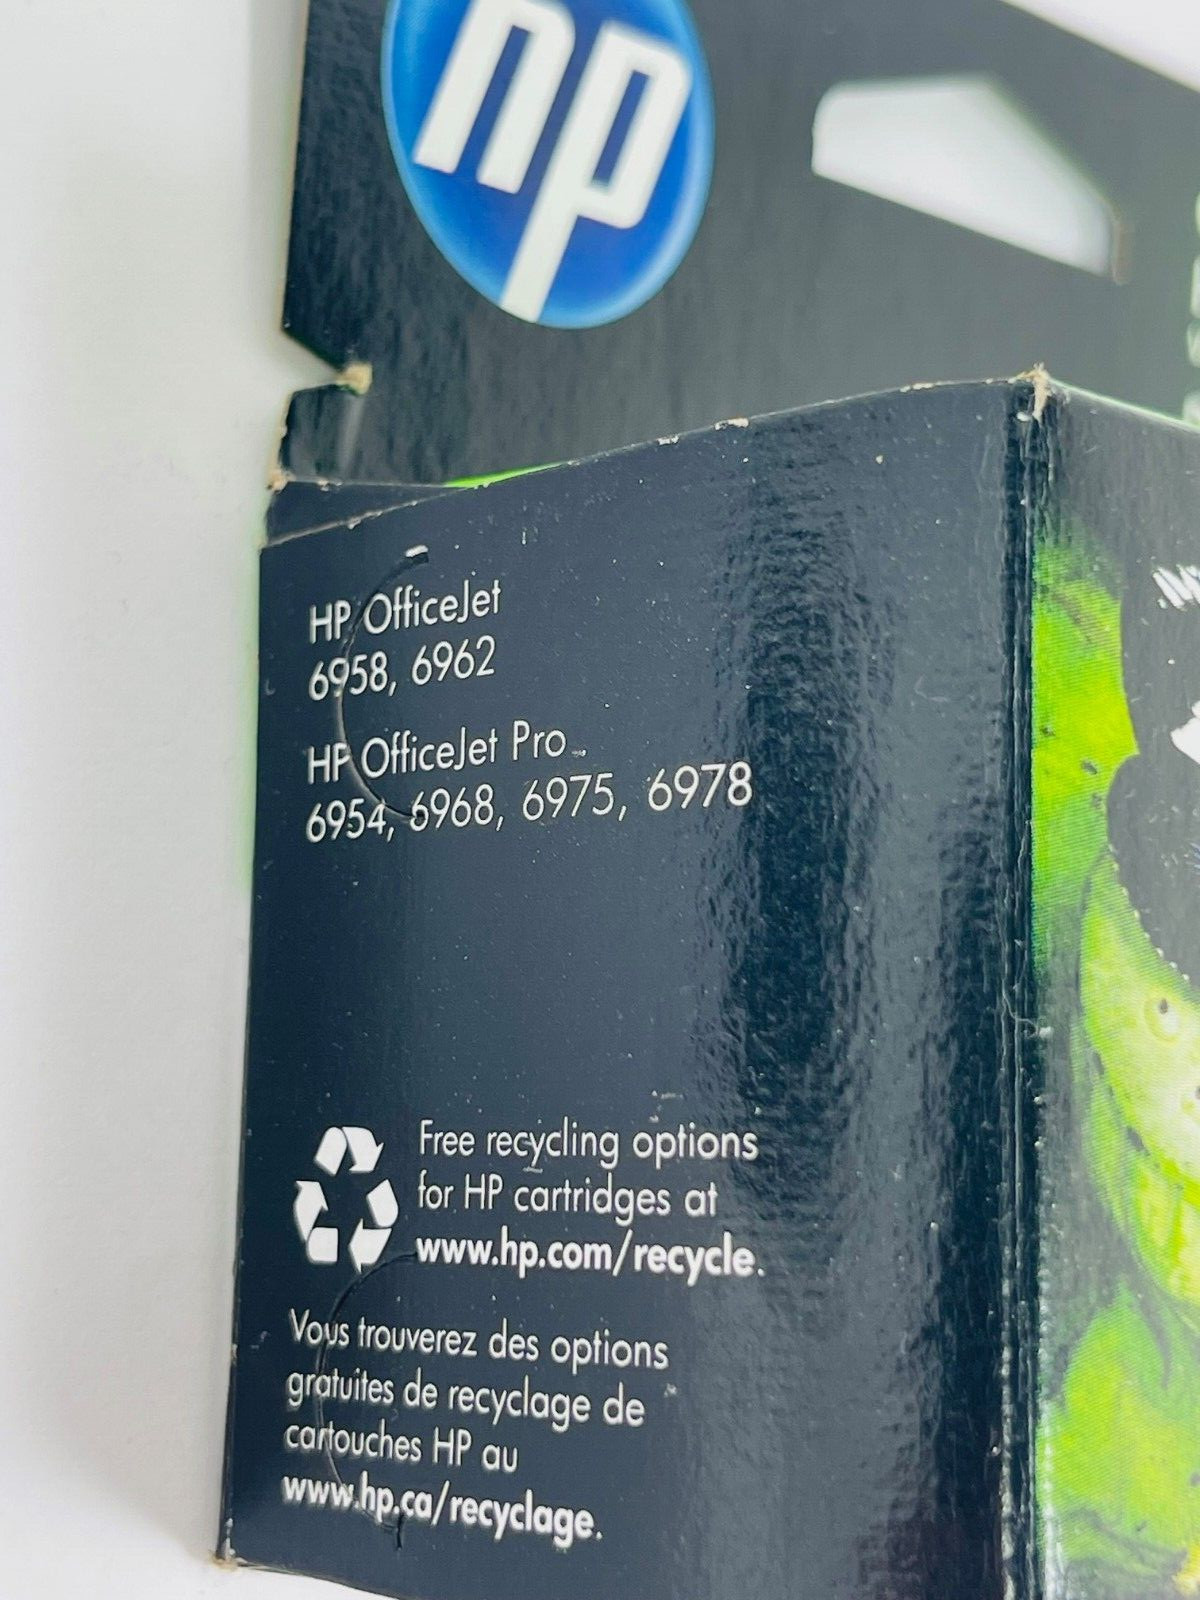 hp
HP OfficeJet
6958, 6962
HP OfficeJet Pro
6954, 6968, 6975, 6978
Free recycling options
for HP cartridges at
www.hp.com/recycle.
Vous trouverez des options
gratuites de recyclage de
cartouches HP au
www.hp.ca/recyclage.